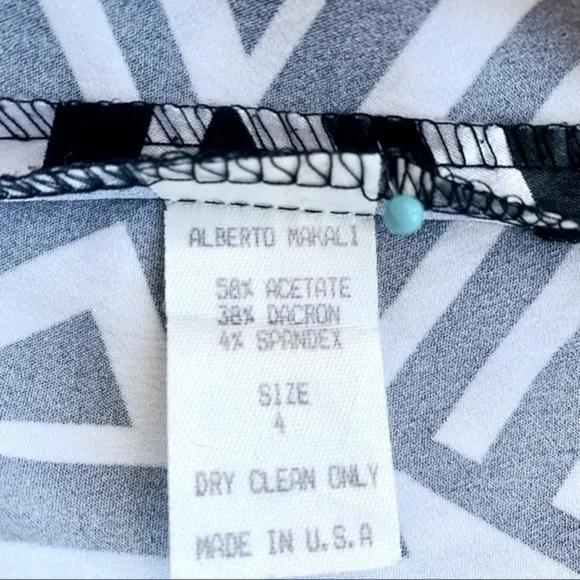 ALBERTO MAKALI
58% ACETATE
38% DACRON
4% SPANDEX
SIZE
4
DRY CLEAN ONLY
MADE IN U.S.A